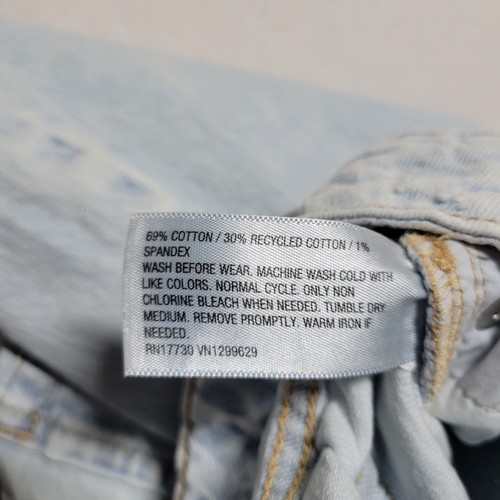 69% COTTON / 30% RECYCLED COTTON / 1%
SPANDEX
WASH BEFORE WEAR. MACHINE WASH COLD WITH
LIKE COLORS. NORMAL CYCLE. ONLY NON
CHLORINE BLEACH WHEN NEEDED. TUMBLE DRY
MEDIUM. REMOVE PROMPTLY. WARM IRON IF
NEEDED.
RN17730 VN1299629